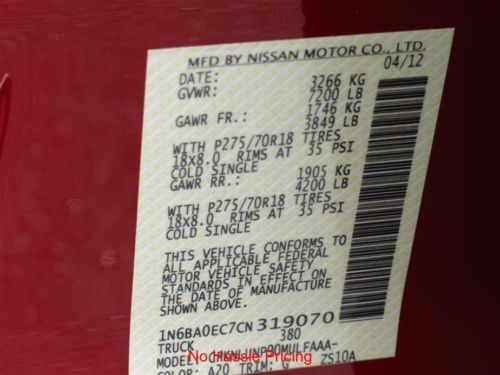 MFD BY NISSAN MOTOR CO., LTD.
DATE: 04/12
GVWR: 3266 KG
7200 LB
GAWR FR.: 1746 KG
3849 LB
WITH P275/70R18 TIRES
18X8.0 RIMS AT 35 PSI
COLD SINGLE
GAWR RR.: 1905 KG
4200 LB
WITH P275/70R18 TIRES
18X8.0 RIMS AT 35 PSI
COLD SINGLE
THIS VEHICLE CONFORMS TO
ALL APPLICABLE FEDERAL
MOTOR VEHICLE SAFETY
STANDARDS IN EFFECT ON
THE DATE OF MANUFACTURE
SHOWN ABOVE.
1N6BA0EC7CN319070
TRUCK 380
MODEL:
No Hassle Pricing
COLOR: A20 TRIM: G ZS10A